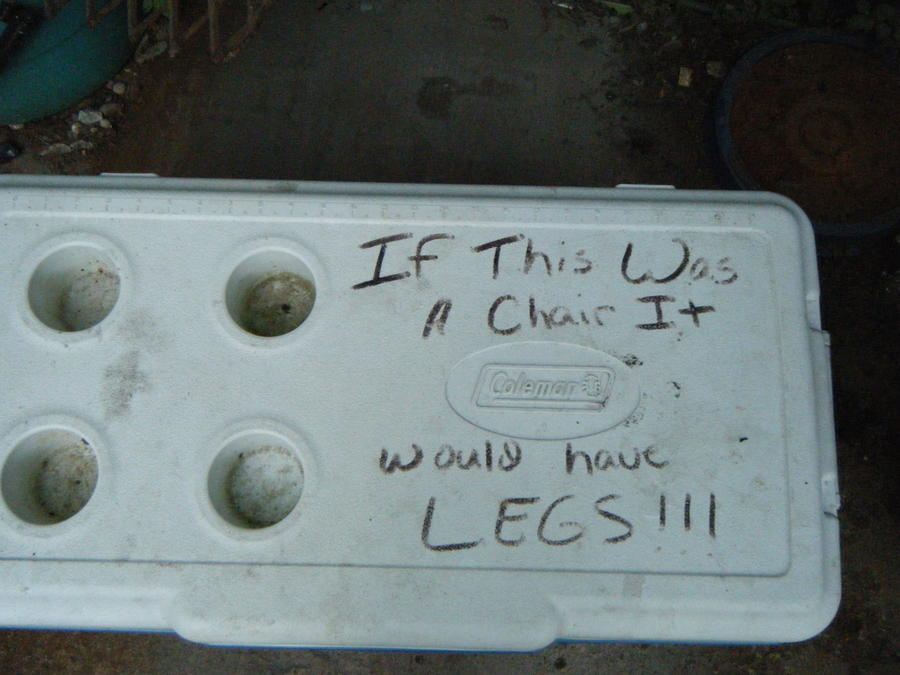 If This Was
A Chair It
Coleman
would have
LEGS!!!